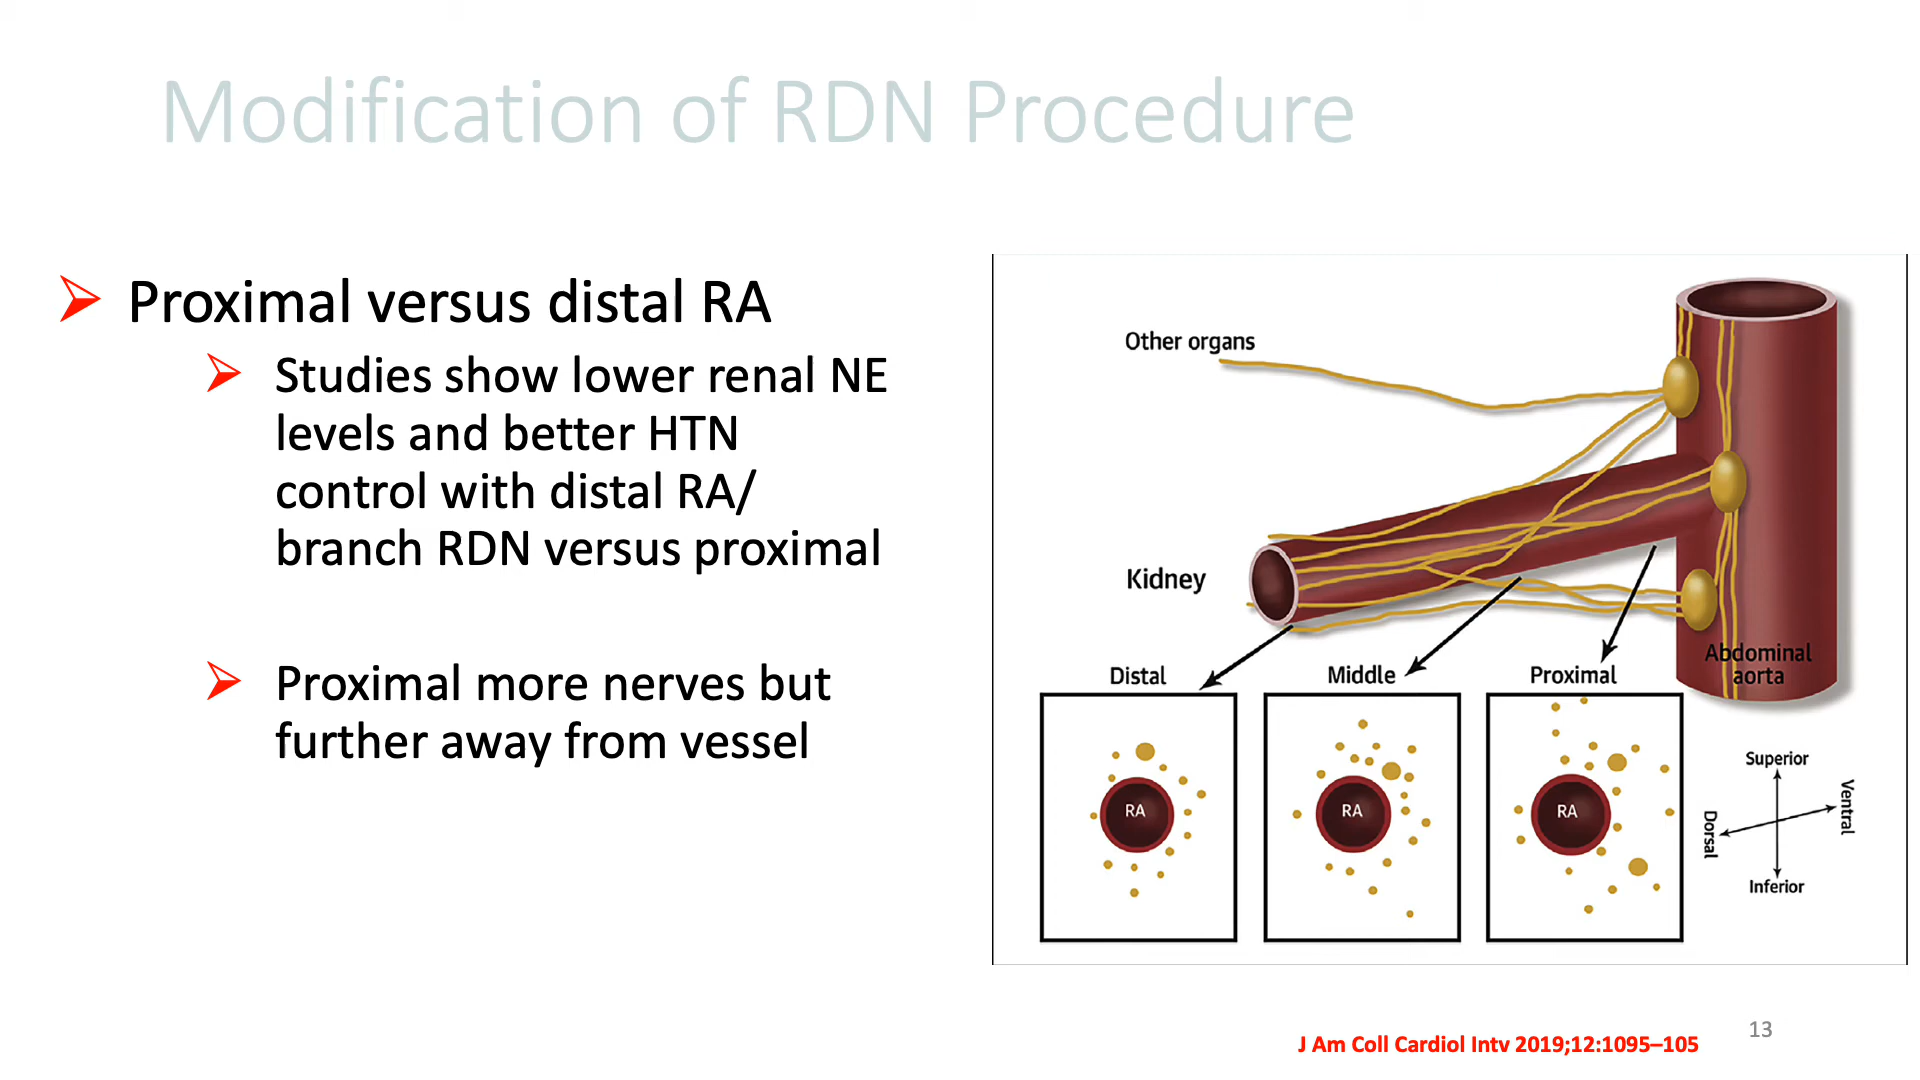 Modification of RDN Procedure
Proximal versus distal RA
Studies show lower renal NE
levels and better HTN
control with distal RA/
branch RDN versus proximal
Proximal more nerves but
further away from vessel
Other organs
Kidney
Abdominal
aorta
Distal
Middle
Proximal
RA
RA
RA
Superior
Ventral
Dorsal
Inferior
J Am Coll Cardiol Intv 2019;12:1095–105
13